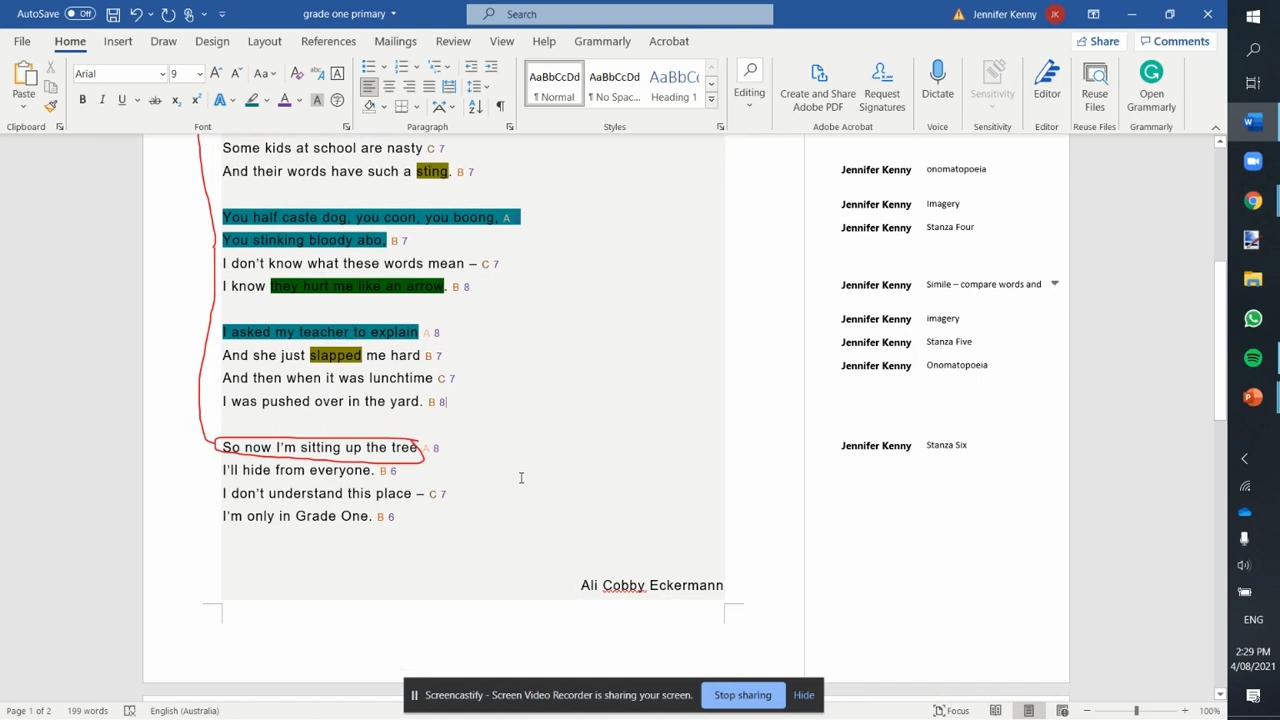 AutoSave Off
grade one primary
Search
Jennifer Kenny JK
File Home Insert Draw Design Layout References Mailings Review View Help Grammarly Acrobat
Share Comments
Paste
Arial 9
Aa
B I U ab x2 x2 A A A
AaBbCcDd AaBbCcDd AaBbCc
¶ Normal ¶ No Spac... Heading 1
Editing
Create and Share Adobe PDF
Request Signatures
Dictate
Sensitivity
Editor
Reuse Files
Open Grammarly
Clipboard Font Paragraph Styles Adobe Acrobat Voice Sensitivity Editor Reuse Files Grammarly
Some kids at school are nasty C 7
And their words have such a sting. B 7
You half caste dog, you coon, you boong, A
You stinking bloody abo, B 7
I don't know what these words mean – C 7
I know they hurt me like an arrow. B 8
I asked my teacher to explain A 8
And she just slapped me hard B 7
And then when it was lunchtime C 7
I was pushed over in the yard. B 8
So now I'm sitting up the tree A 8
I'll hide from everyone. B 6
I don't understand this place – C 7
I'm only in Grade One. B 6
Ali Cobby Eckermann
Jennifer Kenny onomatopoeia
Jennifer Kenny Imagery
Jennifer Kenny Stanza Four
Jennifer Kenny Simile – compare words and
Jennifer Kenny imagery
Jennifer Kenny Stanza Five
Jennifer Kenny Onomatopoeia
Jennifer Kenny Stanza Six
Screencastify - Screen Video Recorder is sharing your screen. Stop sharing Hide
Page 1 of 2 199 words English (Australia) Focus 100%
ENG
2:29 PM
4/08/2021